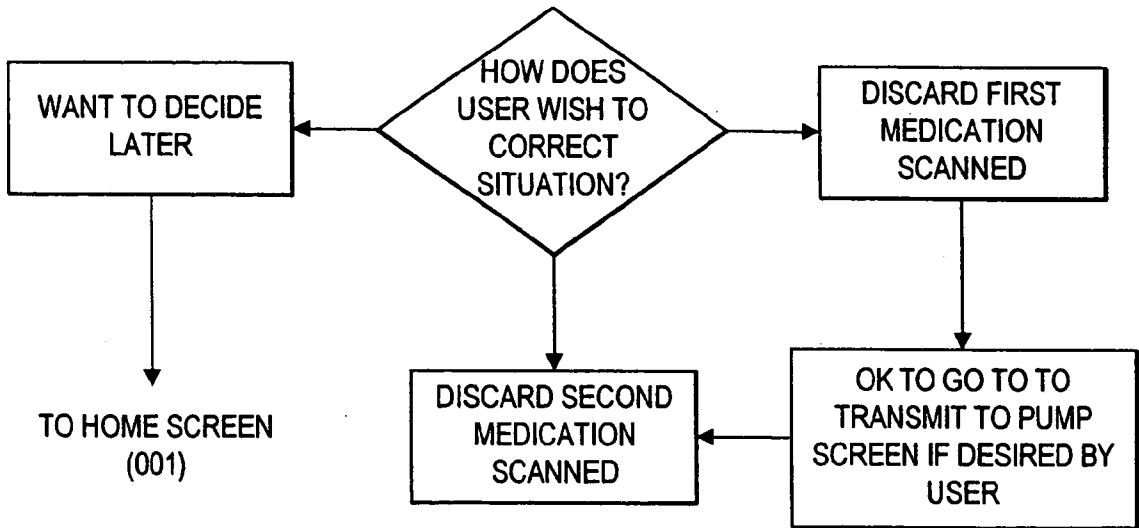 WANT TO DECIDE
LATER
HOW DOES
USER WISH TO
CORRECT
SITUATION?
DISCARD FIRST
MEDICATION
SCANNED
TO HOME SCREEN
(001)
DISCARD SECOND
MEDICATION
SCANNED
OK TO GO TO TO
TRANSMIT TO PUMP
SCREEN IF DESIRED BY
USER